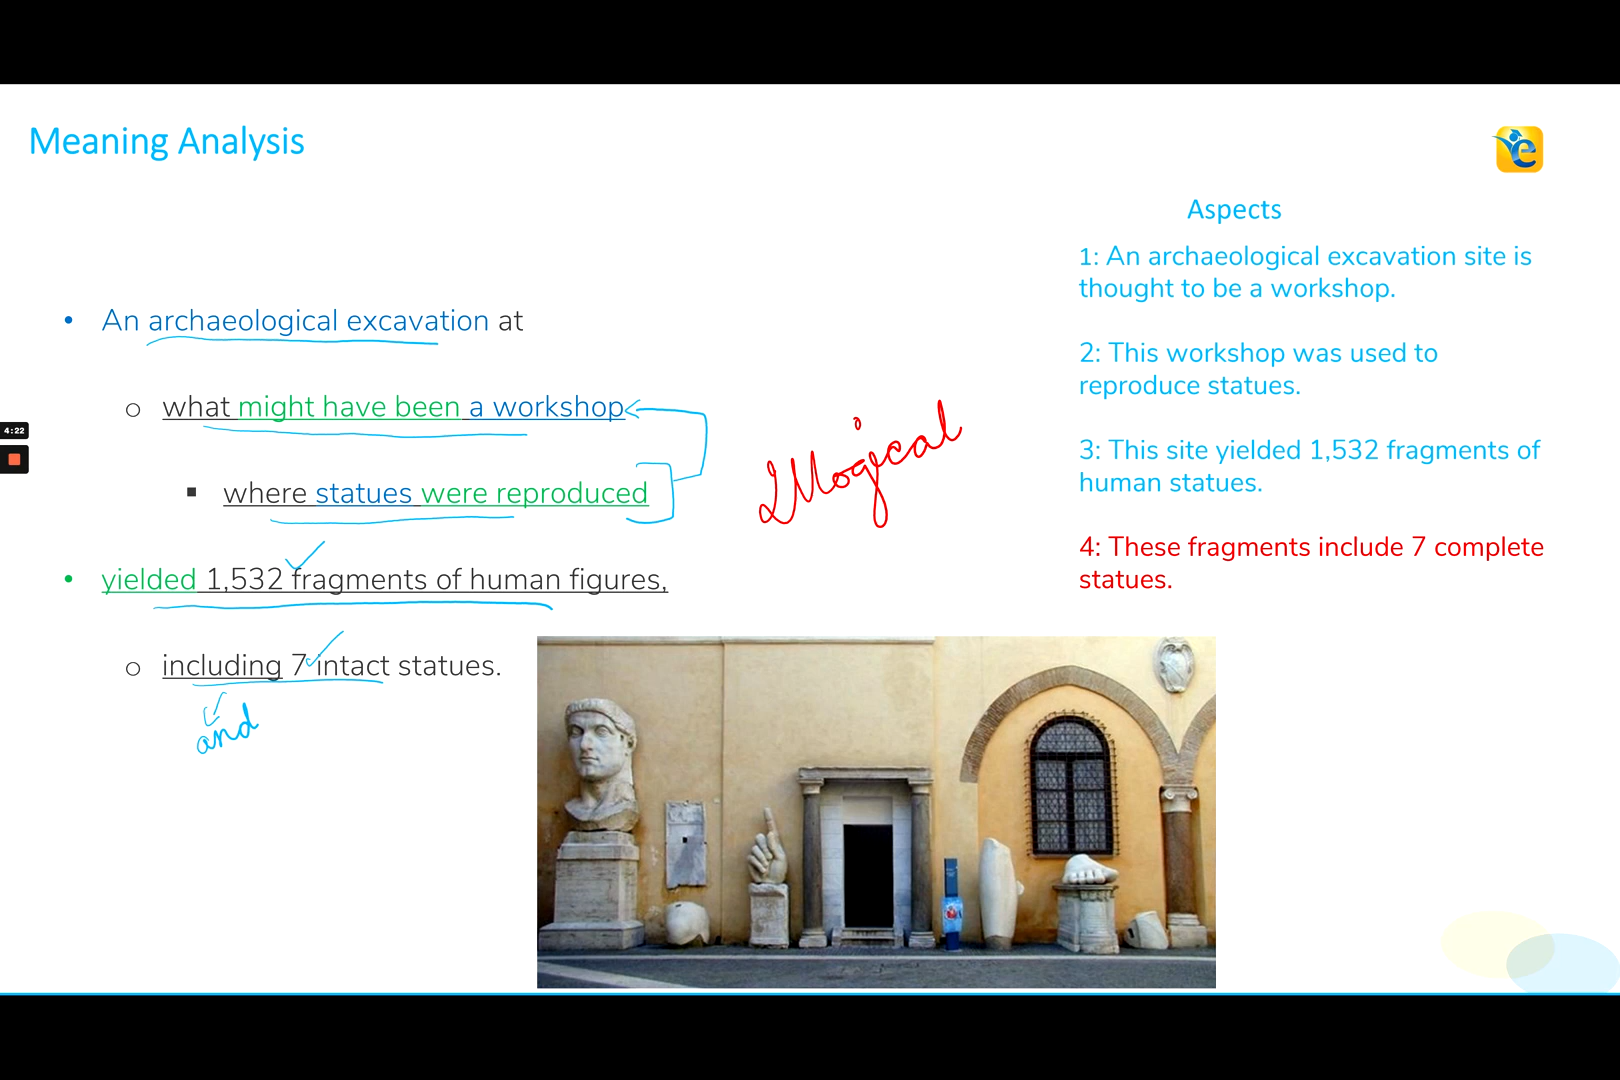 Meaning Analysis
Aspects
1: An archaeological excavation site is
thought to be a workshop.
2: This workshop was used to
reproduce statues.
3: This site yielded 1,532 fragments of
human statues.
4: These fragments include 7 complete
statues.
• An archaeological excavation at
o what might have been a workshop
▪ where statues were reproduced
• yielded 1,532 fragments of human figures,
o including 7 intact statues.
and
Illogical
4:22
e